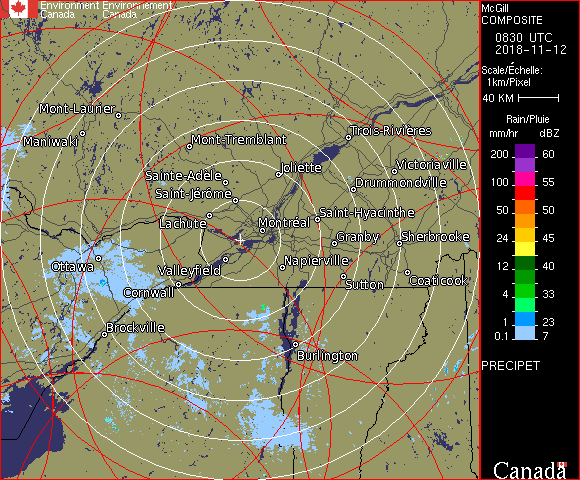 Environment Environnement
Canada Canada
McGill
COMPOSITE
0830 UTC
2018-11-12
Scale/Échelle:
1km/Pixel
40 KM
Rain/Pluie
mm/hr dBZ
200 60
55
100 55
50 50
24 45
12 40
8 35
4 33
1 23
0.1 7
PRECIPET
Canada
Mont-Laurier
Maniwaki
Mont-Tremblant
Trois-Rivières
Sainte-Adèle
Joliette
Victoriaville
Saint-Jérôme
Drummondville
Lachute
Montréal
Saint-Hyacinthe
Granby
Sherbrooke
Ottawa
Valleyfield
Napierville
Cornwall
Sutton
Coaticook
Brockville
Burlington